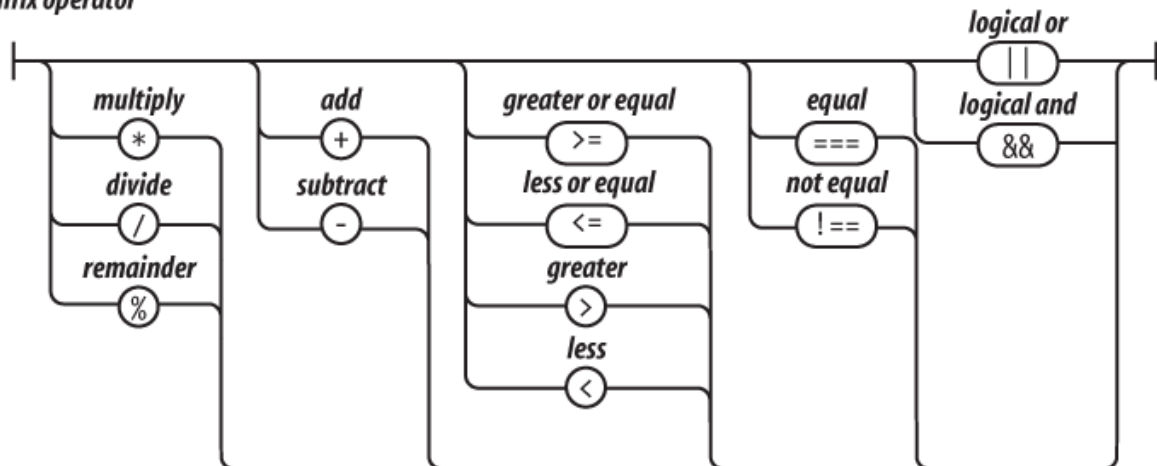 infix operator
logical or
||
multiply
*
divide
/
remainder
%
add
+
subtract
-
greater or equal
>=
less or equal
<=
greater
>
less
<
equal
===
not equal
!==
logical and
&&